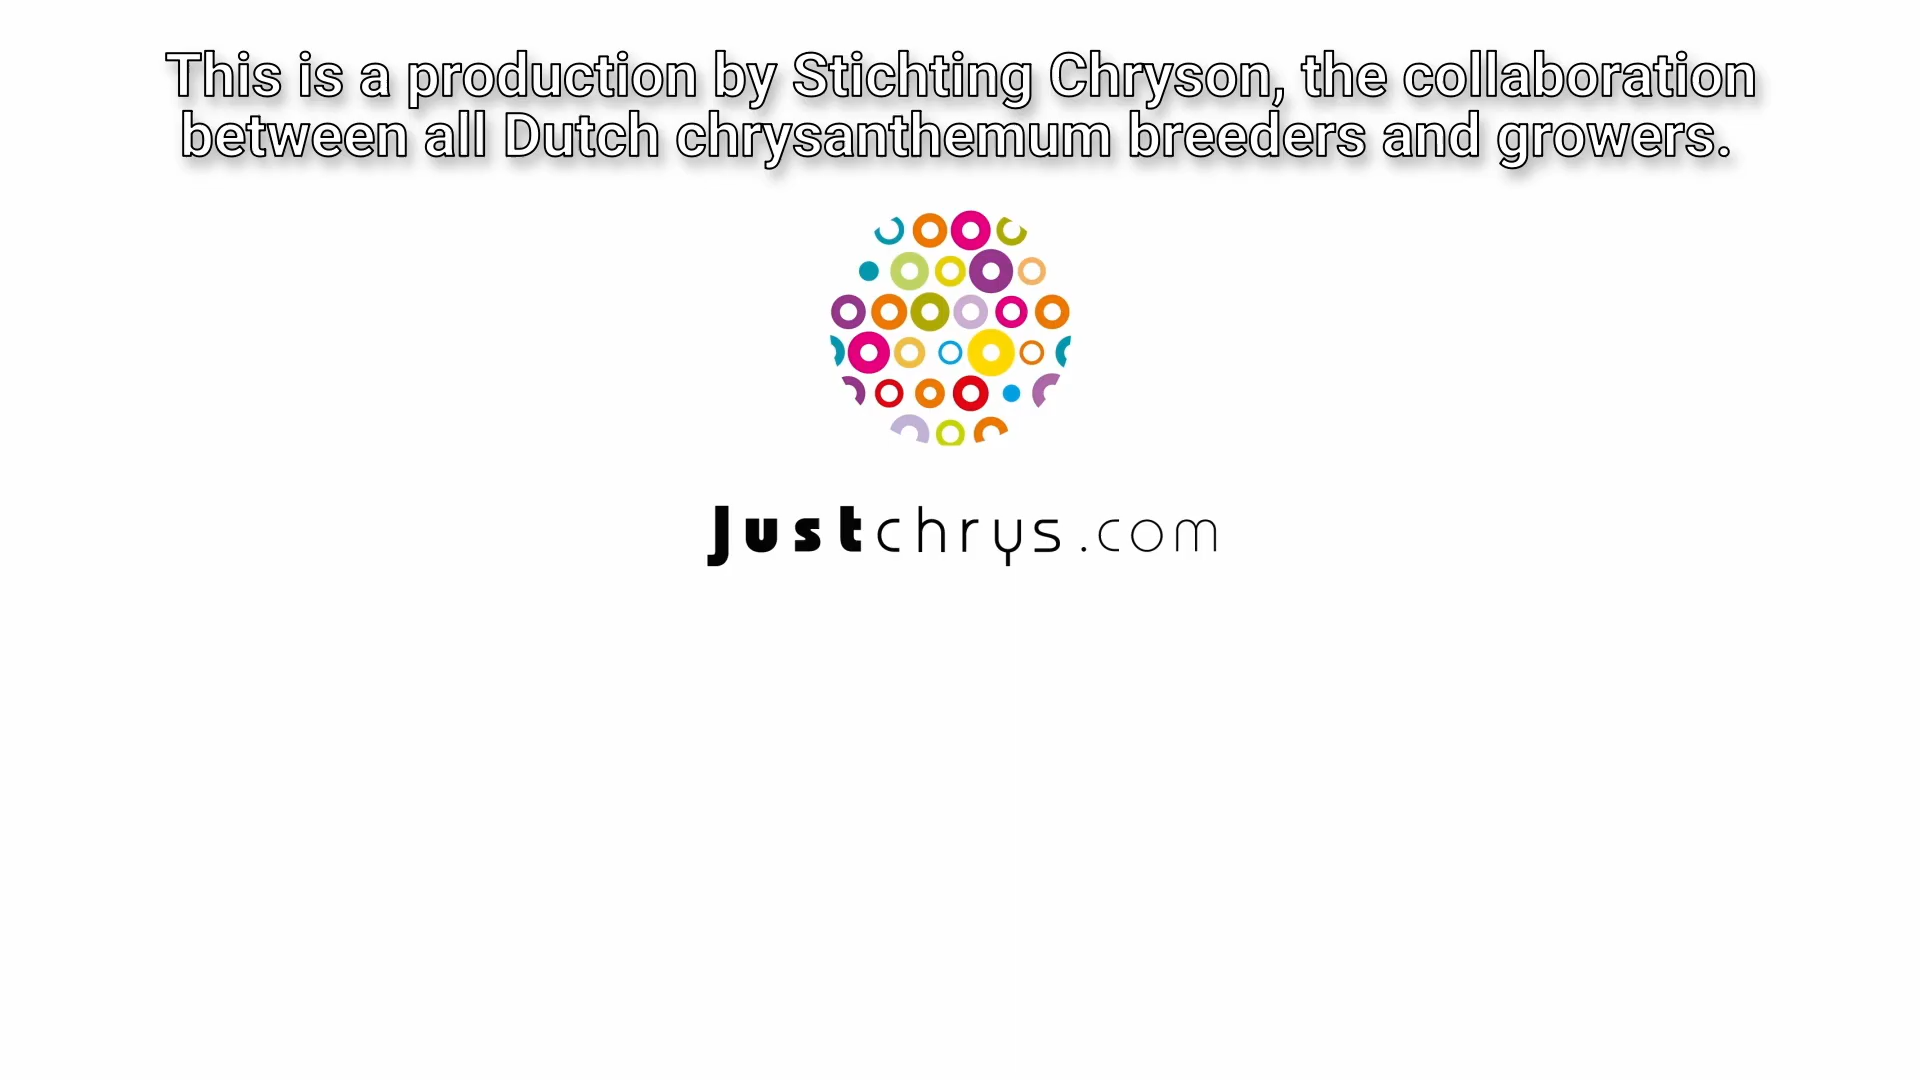 This is a production by Stichting Chryson, the collaboration
between all Dutch chrysanthemum breeders and growers.
Justchrys.com